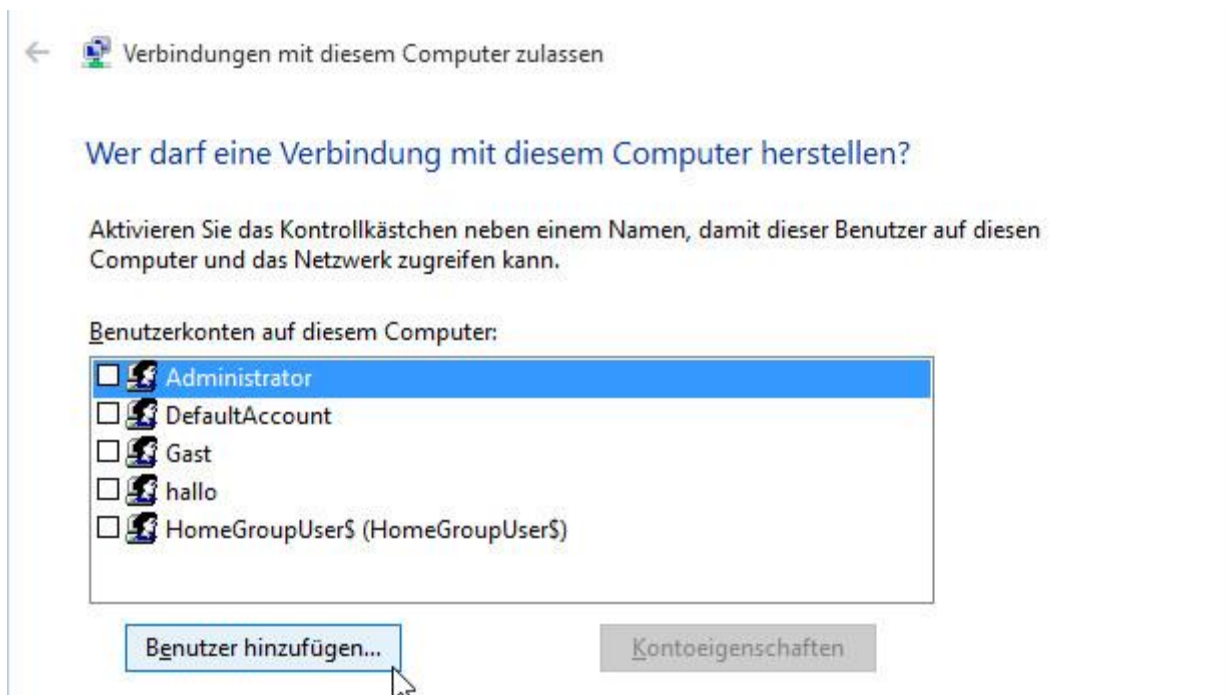 Verbindungen mit diesem Computer zulassen
Wer darf eine Verbindung mit diesem Computer herstellen?
Aktivieren Sie das Kontrollkästchen neben einem Namen, damit dieser Benutzer auf diesen
Computer und das Netzwerk zugreifen kann.
Benutzerkonten auf diesem Computer:
Administrator
DefaultAccount
Gast
hallo
HomeGroupUser$ (HomeGroupUser$)
Benutzer hinzufügen... Kontoeigenschaften